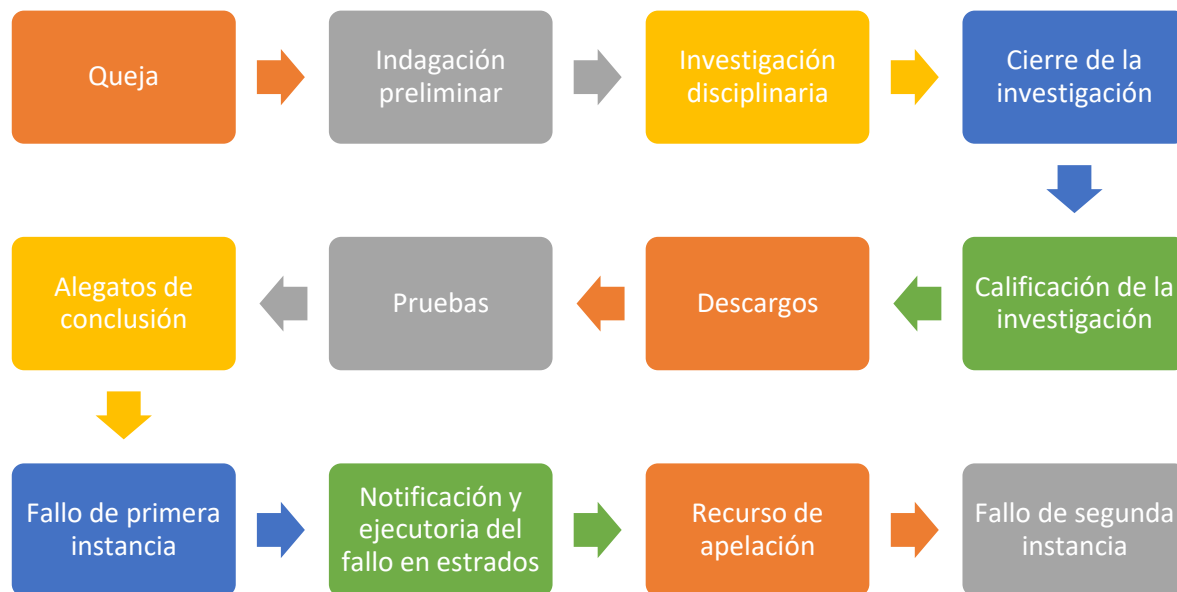 Queja
Indagación
preliminar
Investigación
disciplinaria
Cierre de la
investigación
Calificación de la
investigación
Descargos
Pruebas
Alegatos de
conclusión
Fallo de primera
instancia
Notificación y
ejecutoria del
fallo en estrados
Recurso de
apelación
Fallo de segunda
instancia